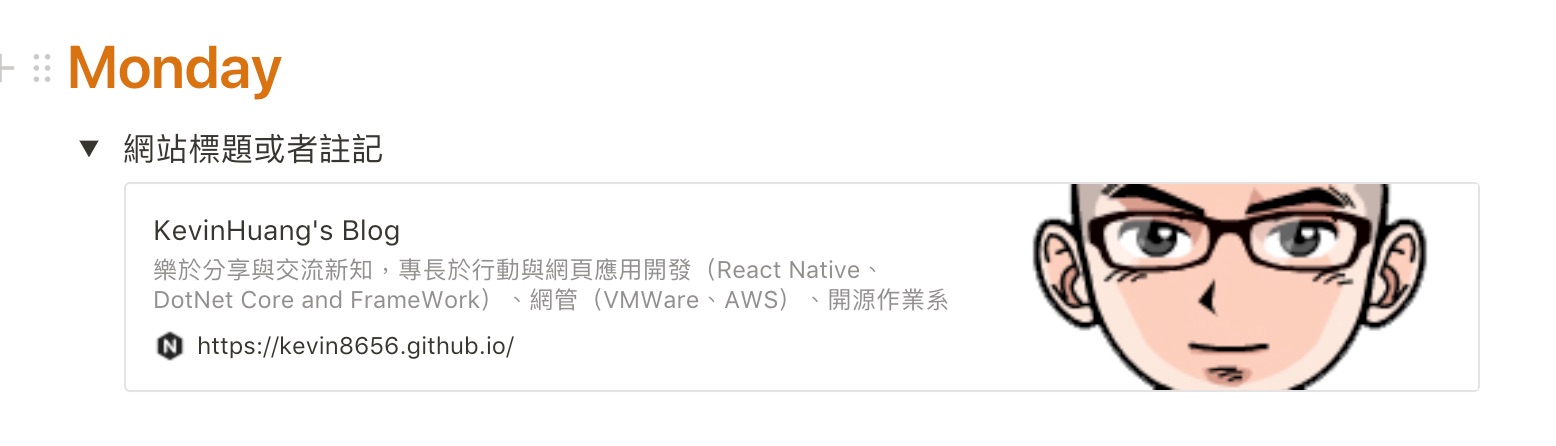 Monday
網站標題或者註記
KevinHuang's Blog
樂於分享與交流新知，專長於行動與網頁應用開發（React Native、
DotNet Core and FrameWork）、網管（VMWare、AWS）、開源作業系
https://kevin8656.github.io/